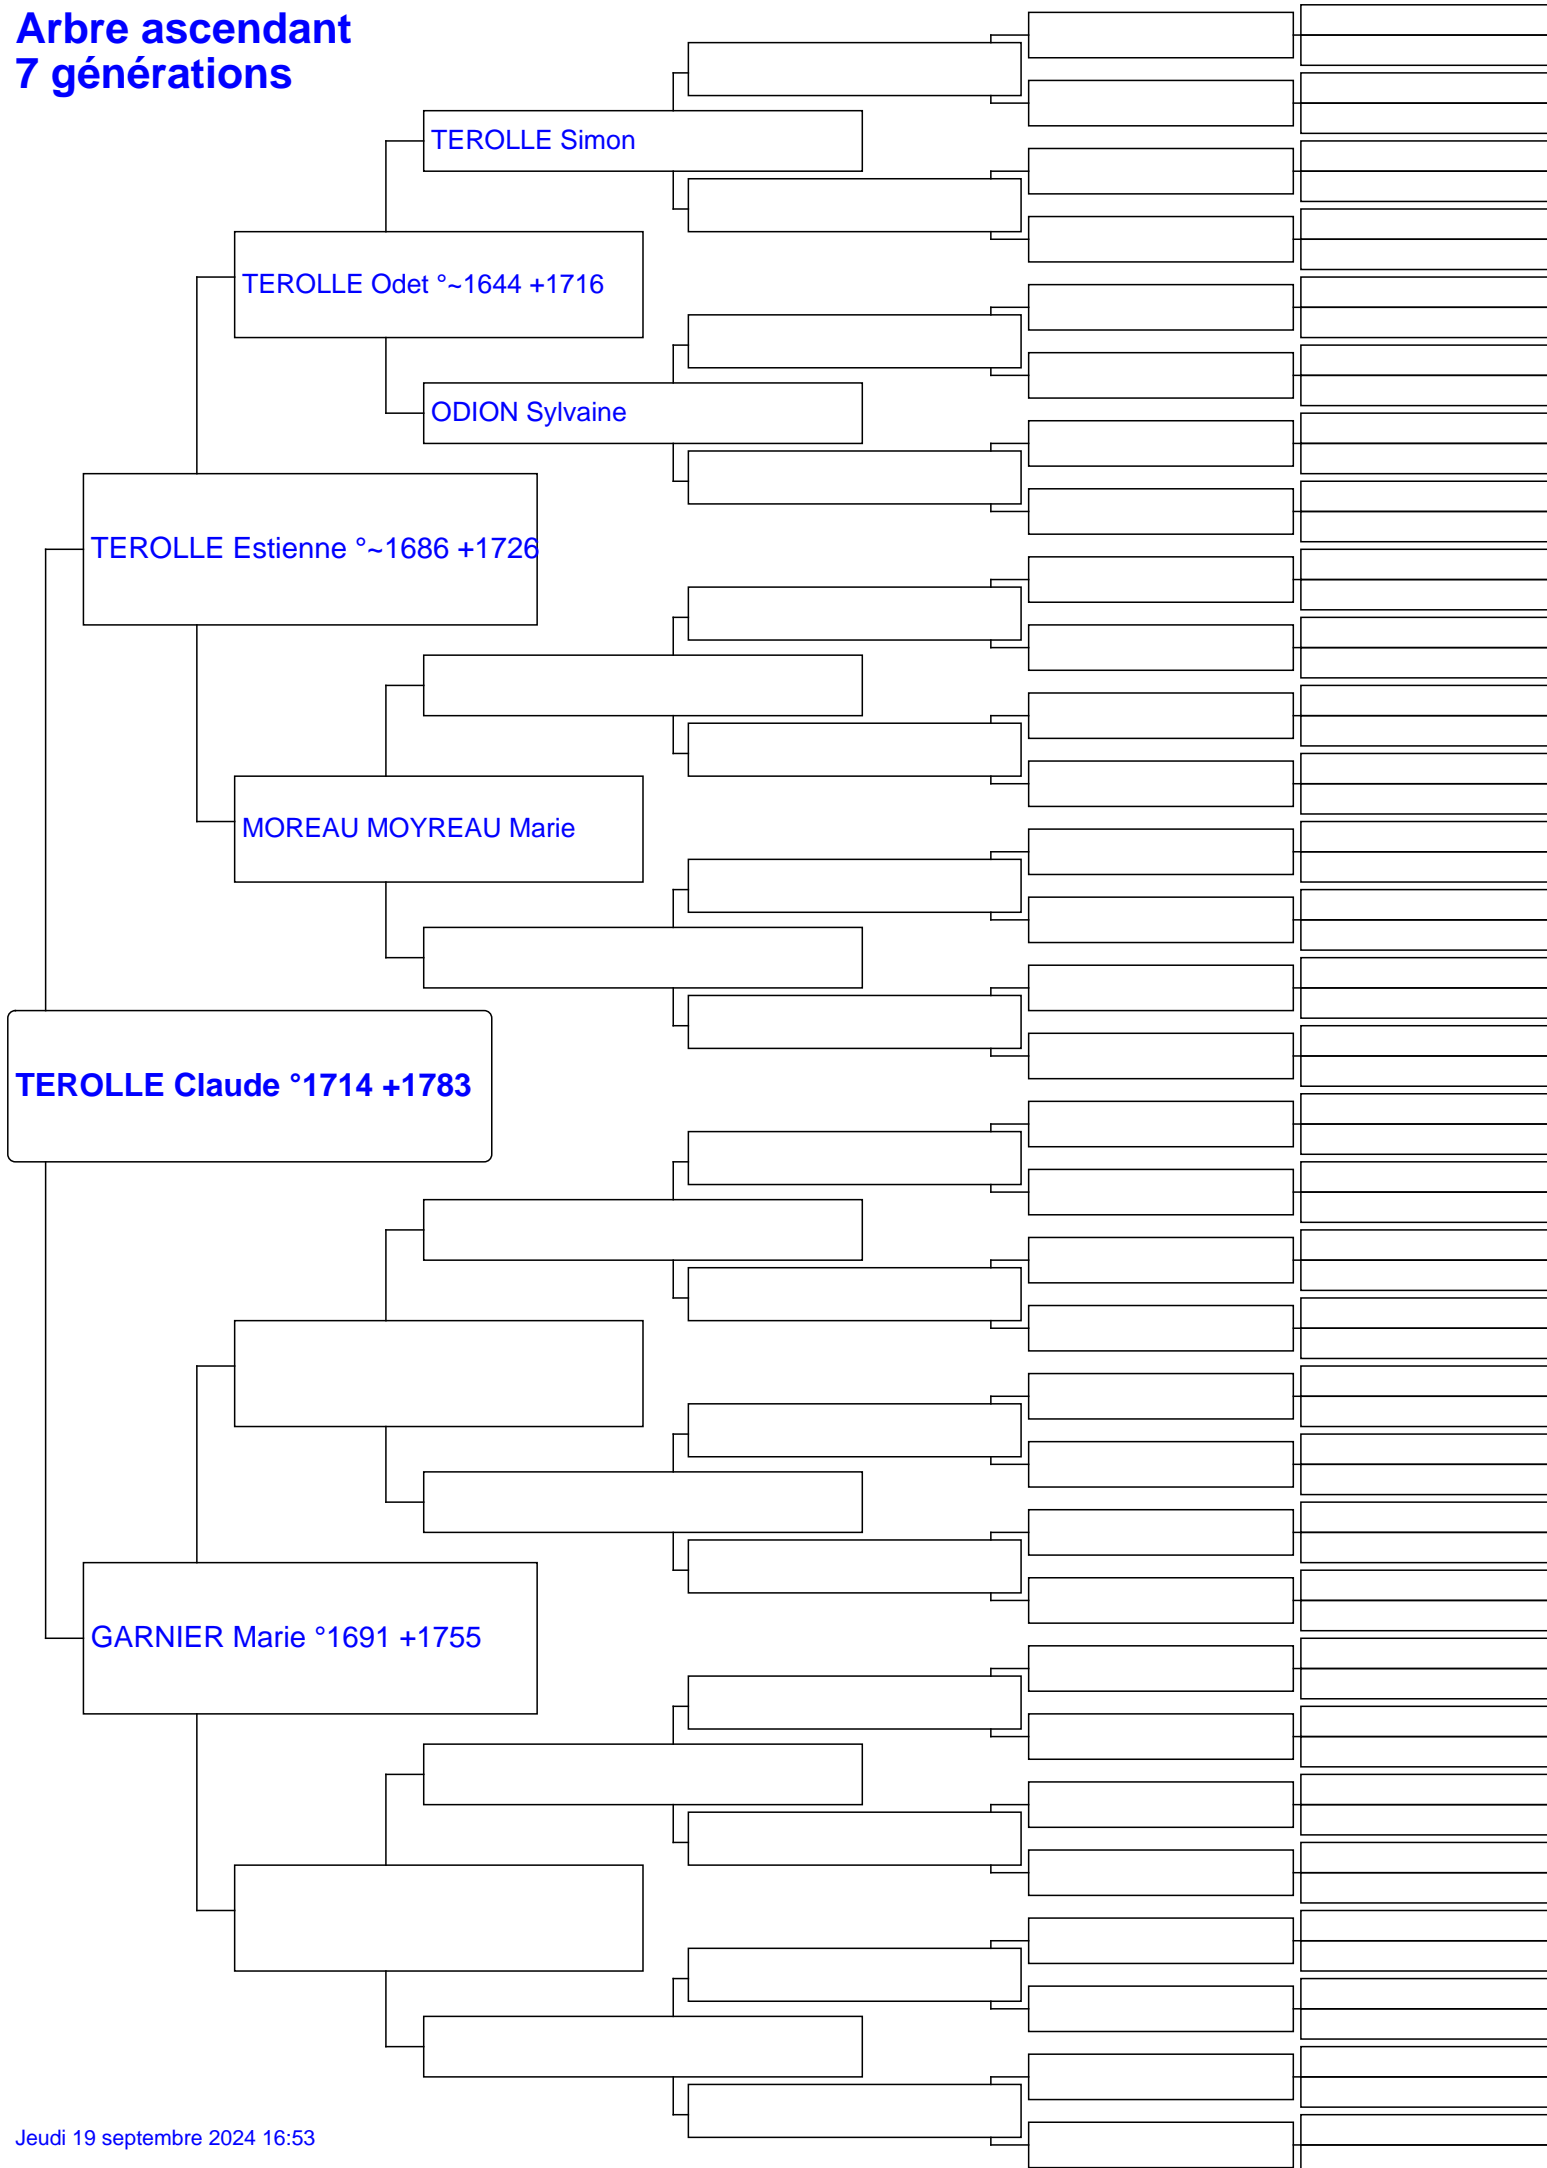 Arbre ascendant
7 générations
TEROLLE Simon
TEROLLE Odet °~1644 +1716
ODION Sylvaine
TEROLLE Estienne °~1686 +1726
MOREAU MOYREAU Marie
TEROLLE Claude °1714 +1783
GARNIER Marie °1691 +1755
Jeudi 19 septembre 2024 16:53